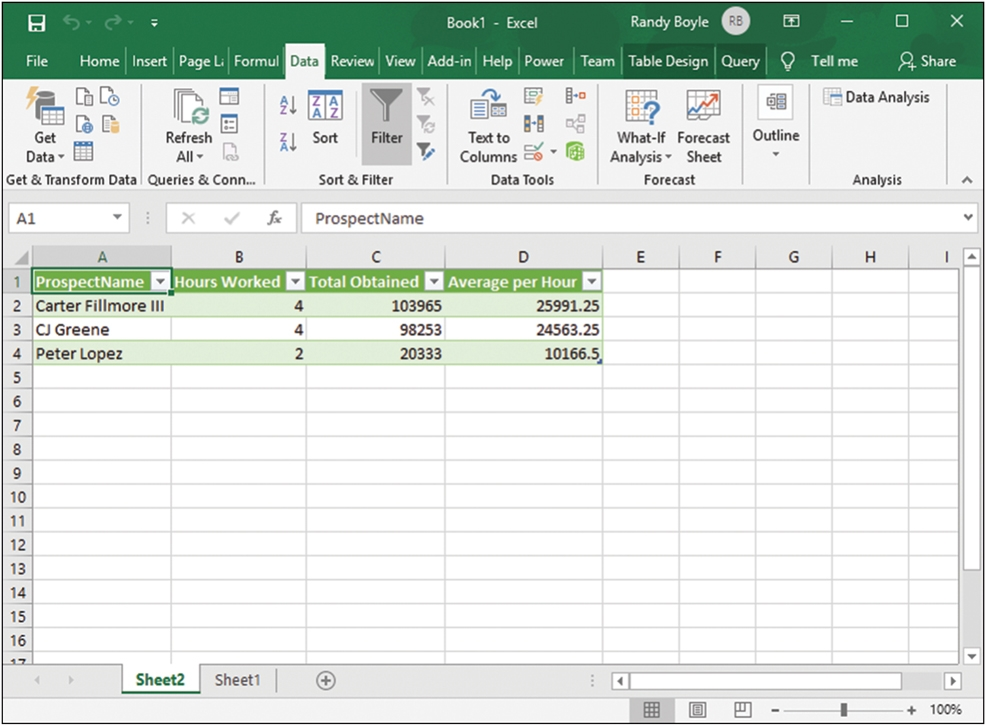 Book1 - Excel Randy Boyle RB
File Home Insert Page L Formul Data Review View Add-in Help Power Team Table Design Query Tell me Share
Get Data Refresh All Sort Filter Text to Columns What-If Analysis Forecast Sheet Outline Data Analysis
Get & Transform Data Queries & Conn... Sort & Filter Data Tools Forecast Analysis
A1 fx ProspectName
A B C D E F G H I
1 ProspectName Hours Worked Total Obtained Average per Hour
2 Carter Fillmore III 4 103965 25991.25
3 CJ Greene 4 98253 24563.25
4 Peter Lopez 2 20333 10166.5
5
6
7
8
9
10
11
12
13
14
15
16
17
Sheet2 Sheet1
100%